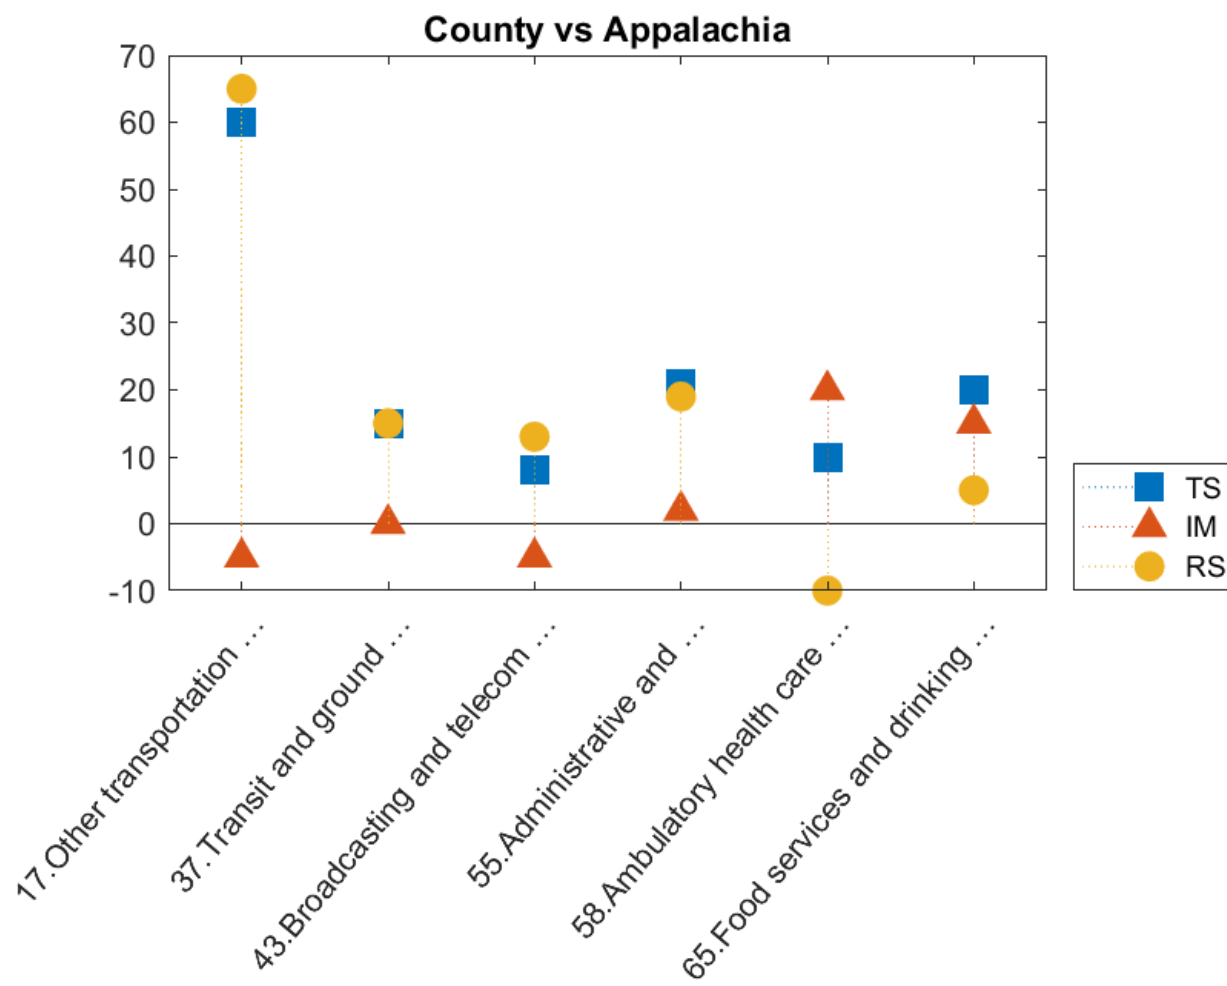 County vs Appalachia
70
60
50
40
30
20
10
0
-10
17.Other transportation ...
37.Transit and ground ...
43.Broadcasting and telecom ...
55.Administrative and ...
58.Ambulatory health care ...
65.Food services and drinking ...
TS
IM
RS